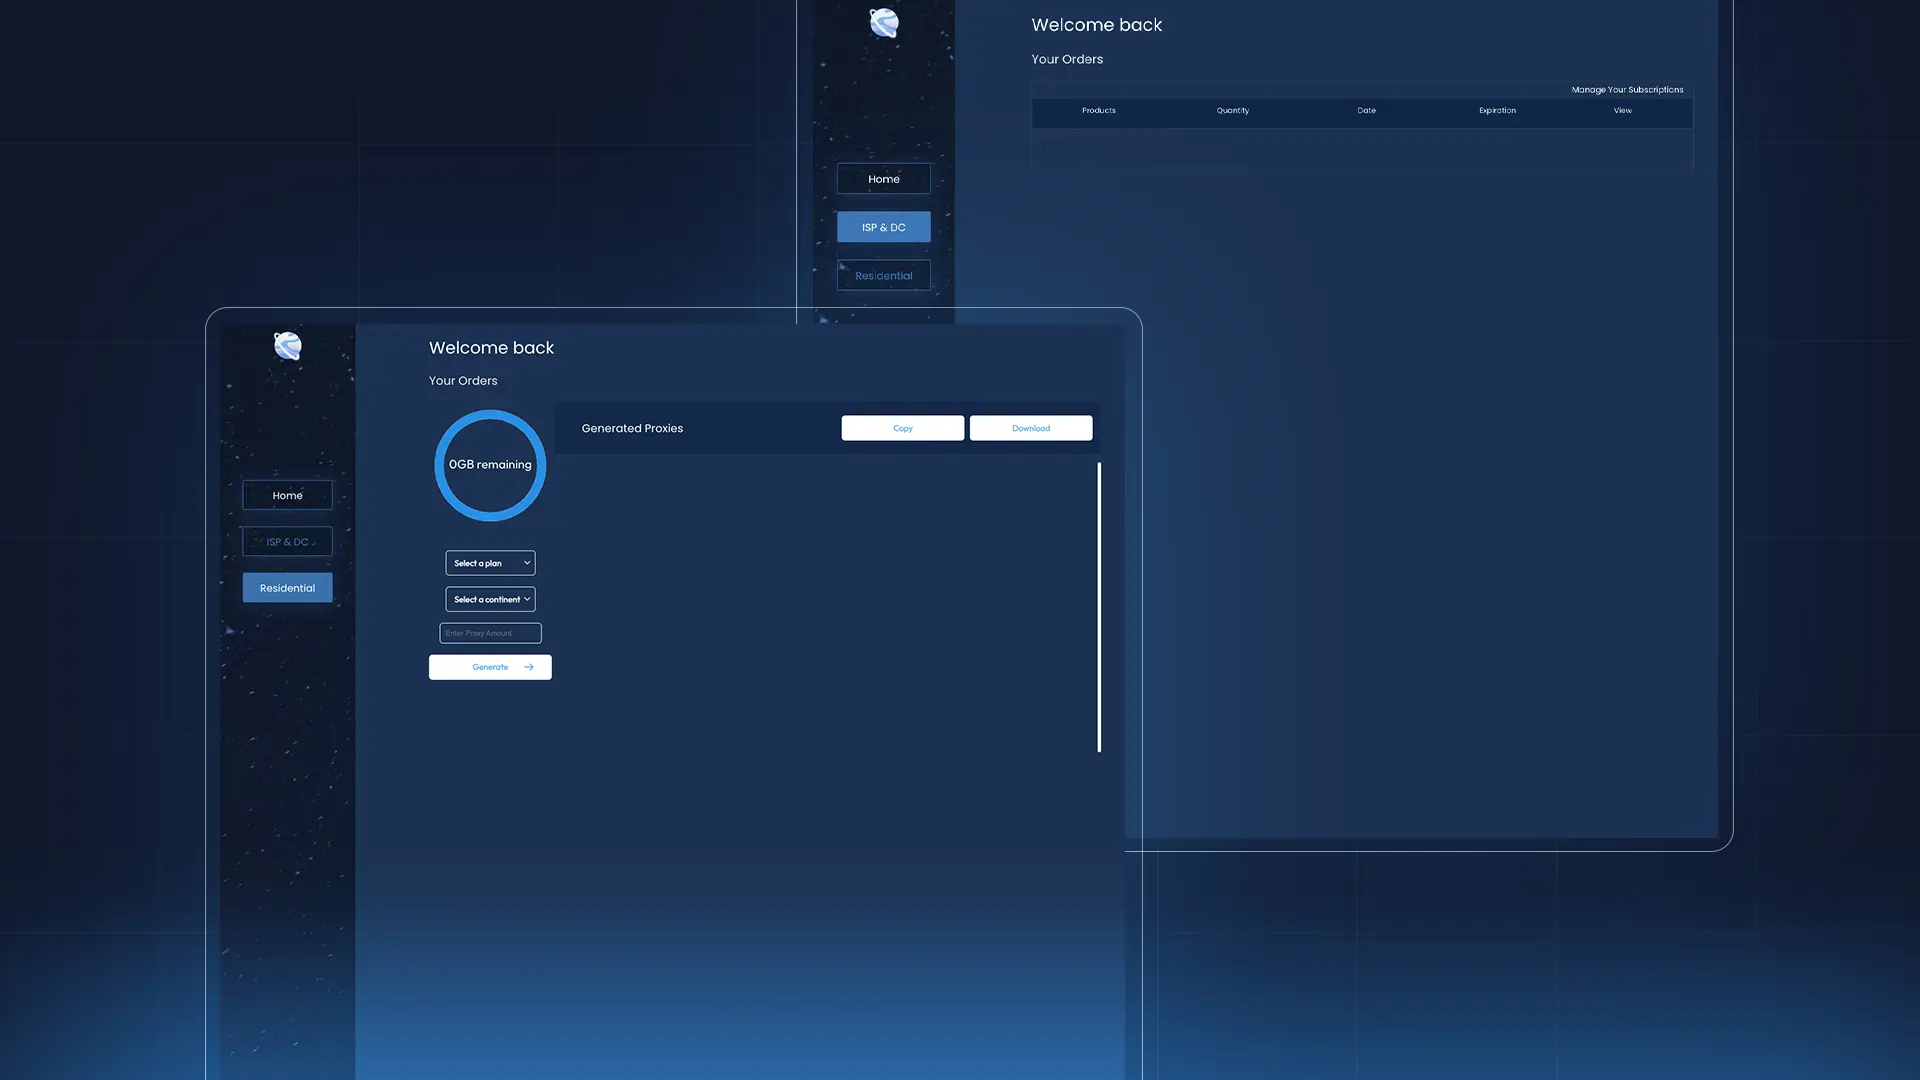 Welcome back
Your Orders
Manage Your Subscriptions
Products Quantity Date Expiration View
Home
ISP & DC
Residential
Welcome back
Your Orders
0GB remaining
Generated Proxies
Copy
Download
Home
ISP & DC
Residential
Select a plan
Select a continent
Enter Proxy Amount
Generate